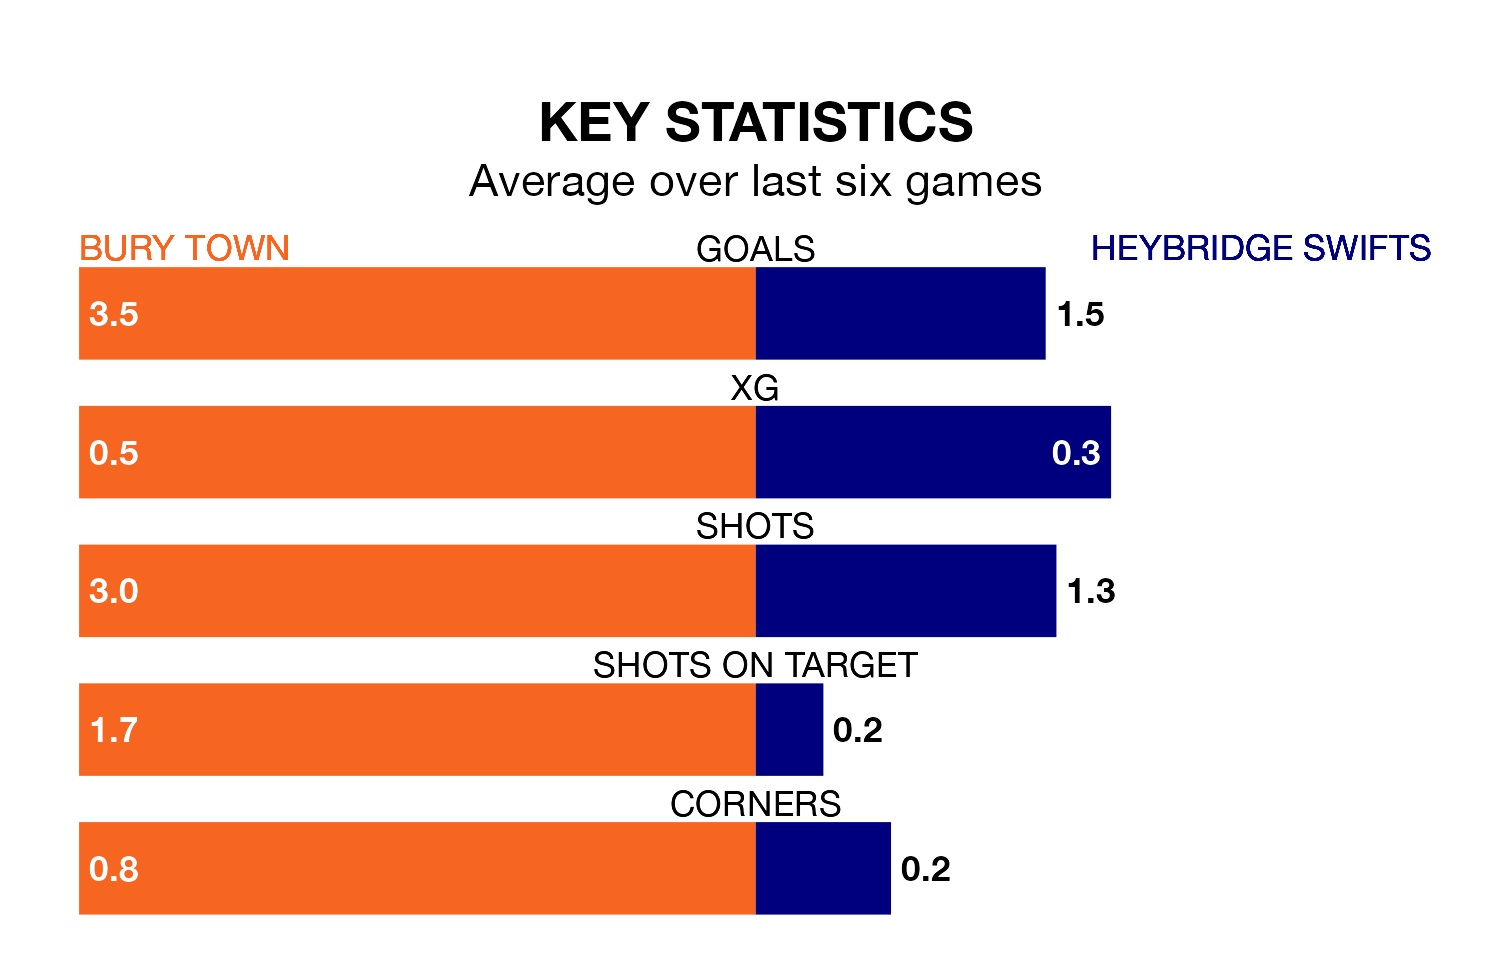 KEY STATISTICS
Average over last six games
BURY TOWN GOALS HEYBRIDGE SWIFTS
3.5 1.5
XG
0.5 0.3
SHOTS
3.0 1.3
SHOTS ON TARGET
1.7 0.2
CORNERS
0.8 0.2